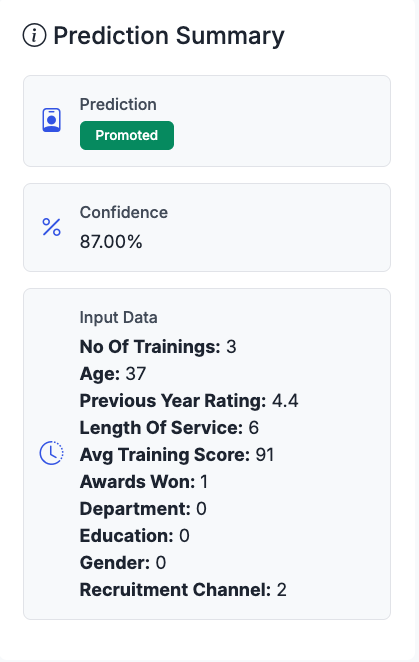 Prediction Summary
Prediction
Promoted
Confidence
87.00%
Input Data
No Of Trainings: 3
Age: 37
Previous Year Rating: 4.4
Length Of Service: 6
Avg Training Score: 91
Awards Won: 1
Department: 0
Education: 0
Gender: 0
Recruitment Channel: 2